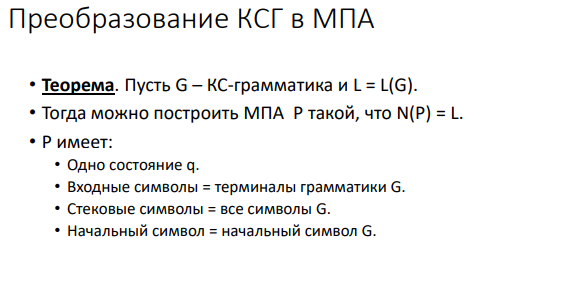 Преобразование КСГ в МПА
• Теорема. Пусть G – КС-грамматика и L = L(G).
• Тогда можно построить МПА P такой, что N(P) = L.
• P имеет:
• Одно состояние q.
• Входные символы = терминалы грамматики G.
• Стековые символы = все символы G.
• Начальный символ = начальный символ G.